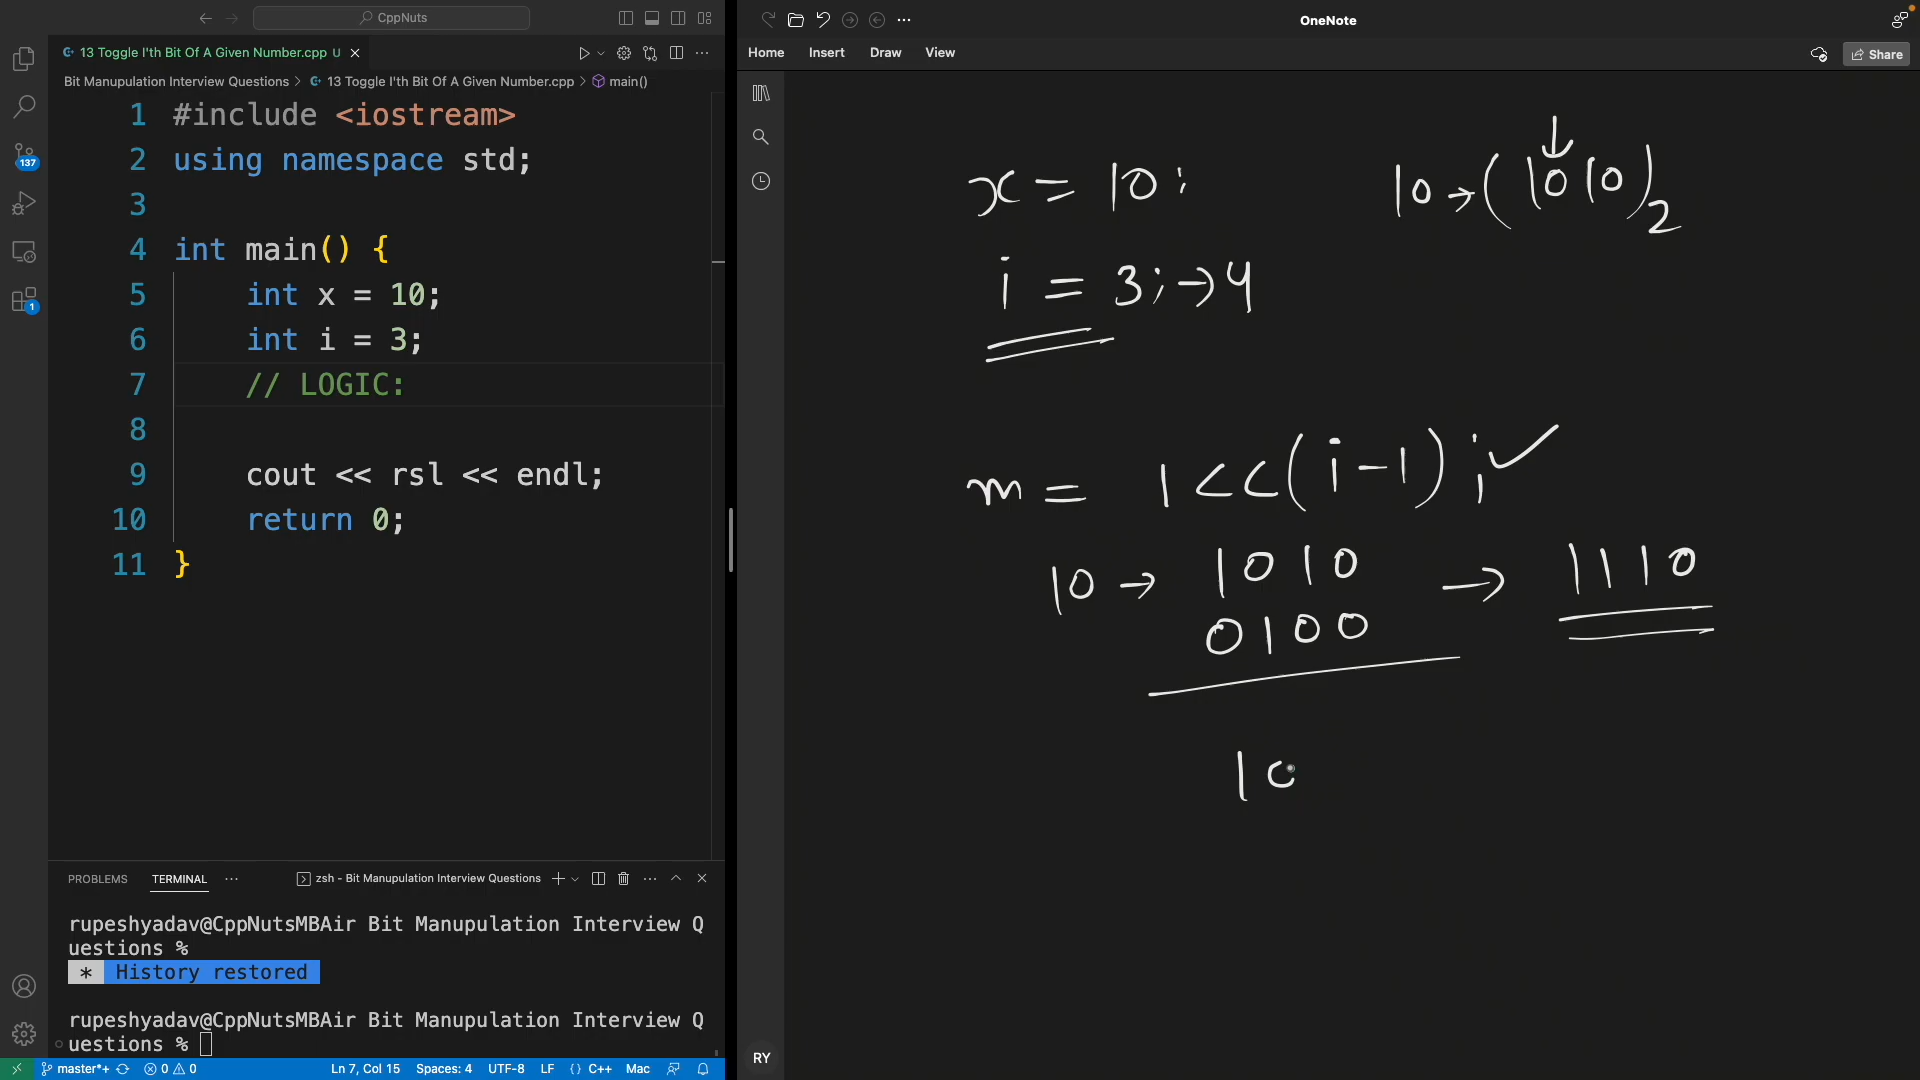 CppNuts
13 Toggle I'th Bit Of A Given Number.cpp U
Bit Manupulation Interview Questions > 13 Toggle I'th Bit Of A Given Number.cpp > main()
1 #include <iostream>
2 using namespace std;
3
4 int main() {
5 int x = 10;
6 int i = 3;
7 // LOGIC:
8
9 cout << rsl << endl;
10 return 0;
11 }
137
1
PROBLEMS TERMINAL
zsh - Bit Manupulation Interview Questions
rupeshyadav@CppNutsMBAir Bit Manupulation Interview Q
uestions %
* History restored
rupeshyadav@CppNutsMBAir Bit Manupulation Interview Q
uestions %
master*+ 0 0 Ln 7, Col 15 Spaces: 4 UTF-8 LF {} C++ Mac
OneNote
Home Insert Draw View
Share
x = 10; 10 → (1010)2
i = 3; → 4
m = 1 << (i-1);
10 → 1010 → 1110
0100
10
RY